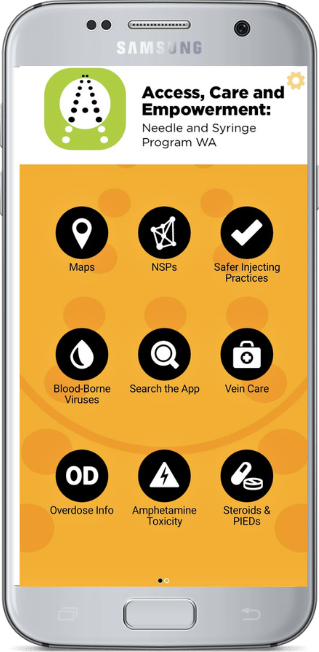 SAMSUNG
Access, Care and
Empowerment:
Needle and Syringe
Program WA
Maps
NSPs
Safer Injecting
Practices
Blood-Borne
Viruses
Search the App
Vein Care
OD
Overdose Info
Amphetamine
Toxicity
Steroids &
PIEDs